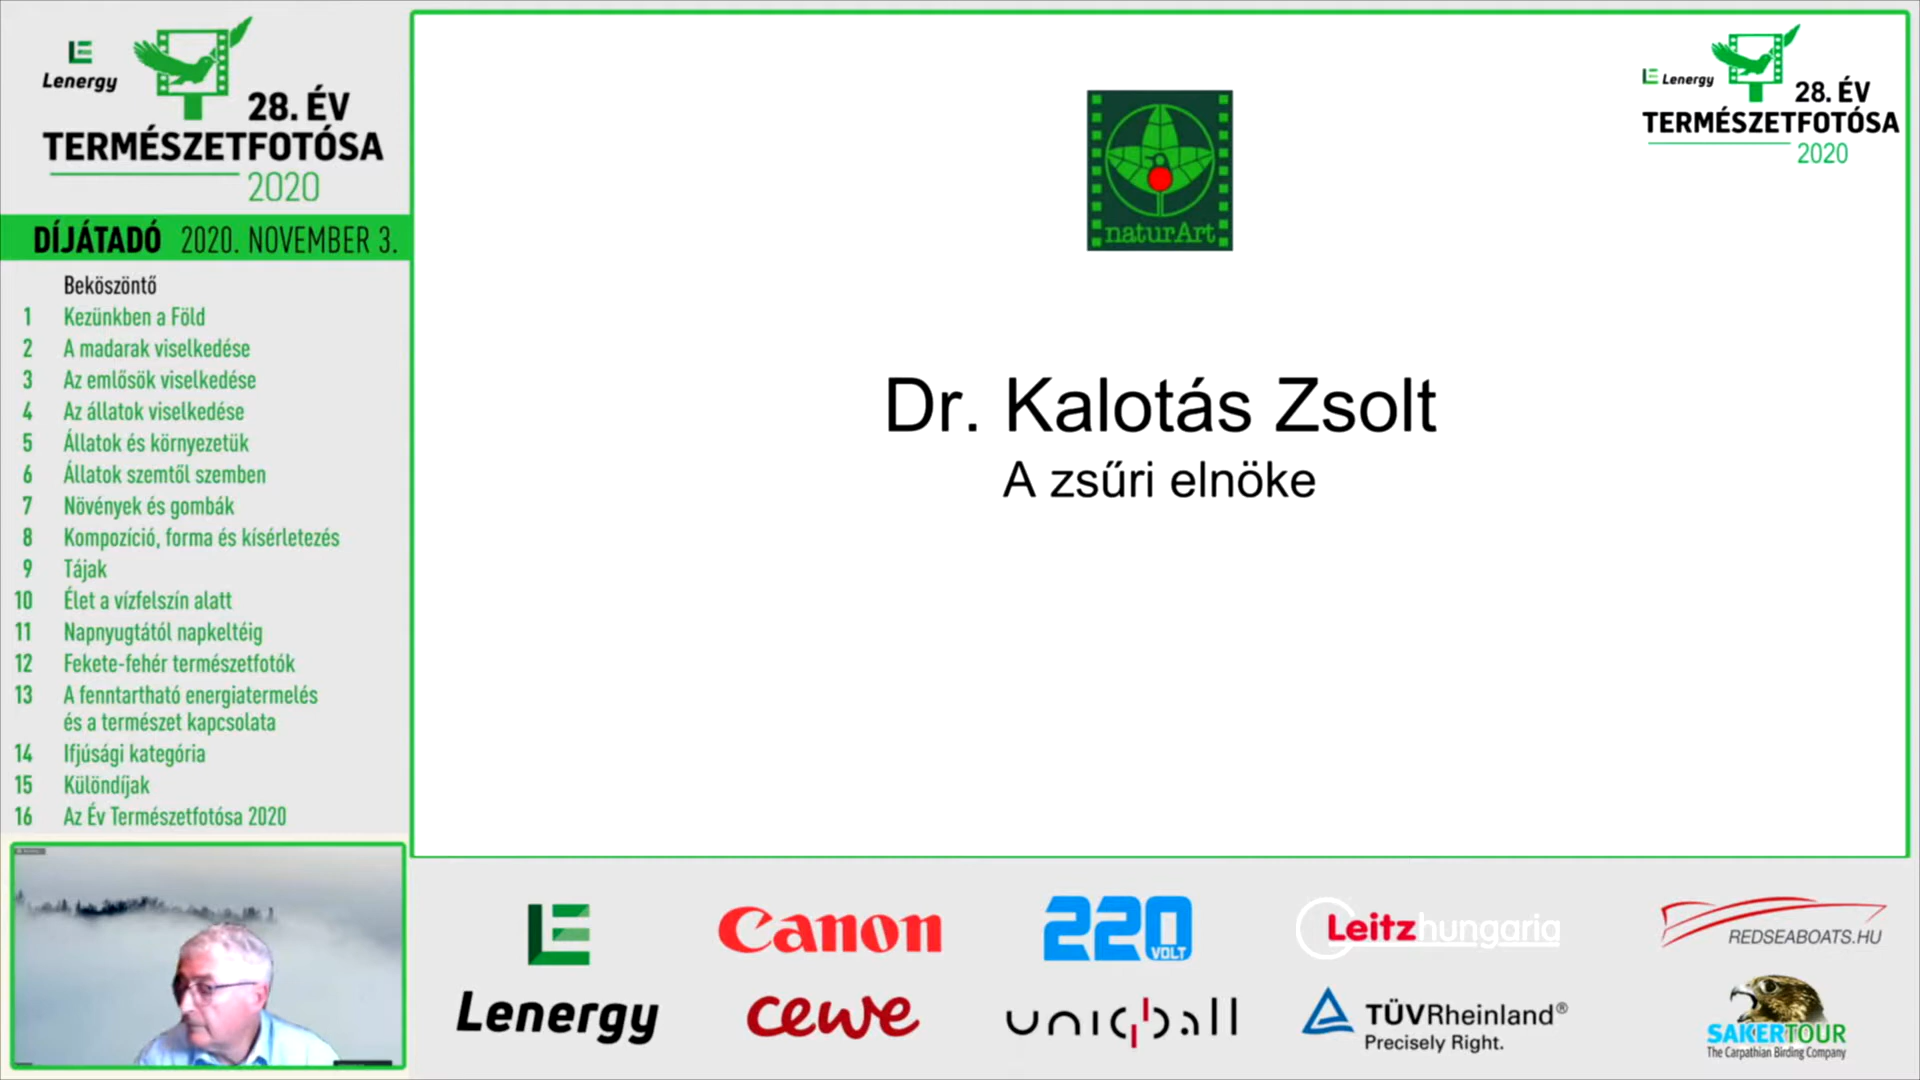 Lenergy
28. ÉV
TERMÉSZETFOTÓSA
2020
DÍJÁTADÓ 2020. NOVEMBER 3.
Beköszöntő
1 Kezünkben a Föld
2 A madarak viselkedése
3 Az emlősök viselkedése
4 Az állatok viselkedése
5 Állatok és környezetük
6 Állatok szemtől szemben
7 Növények és gombák
8 Kompozíció, forma és kísérletezés
9 Tájak
10 Élet a vízfelszín alatt
11 Napnyugtától napkeltéig
12 Fekete-fehér természetfotók
13 A fenntartható energiatermelés
és a természet kapcsolata
14 Ifjúsági kategória
15 Különdíjak
16 Az Év Természetfotósa 2020
naturArt
Dr. Kalotás Zsolt
A zsűri elnöke
Lenergy
28. ÉV
TERMÉSZETFOTÓSA
2020
Lenergy
Canon
cewe
220
VOLT
uniqball
Leitzhungaria
TÜVRheinland®
Precisely Right.
REDSEABOATS.HU
SAKERTOUR
The Carpathian Birding Company